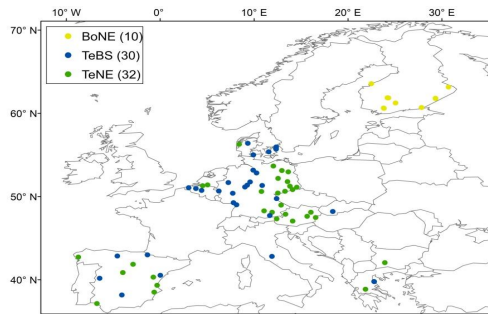 10° W 0° 10° E 20° E 30° E
70° N
BoNE (10)
TeBS (30)
TeNE (32)
60° N
50° N
40° N